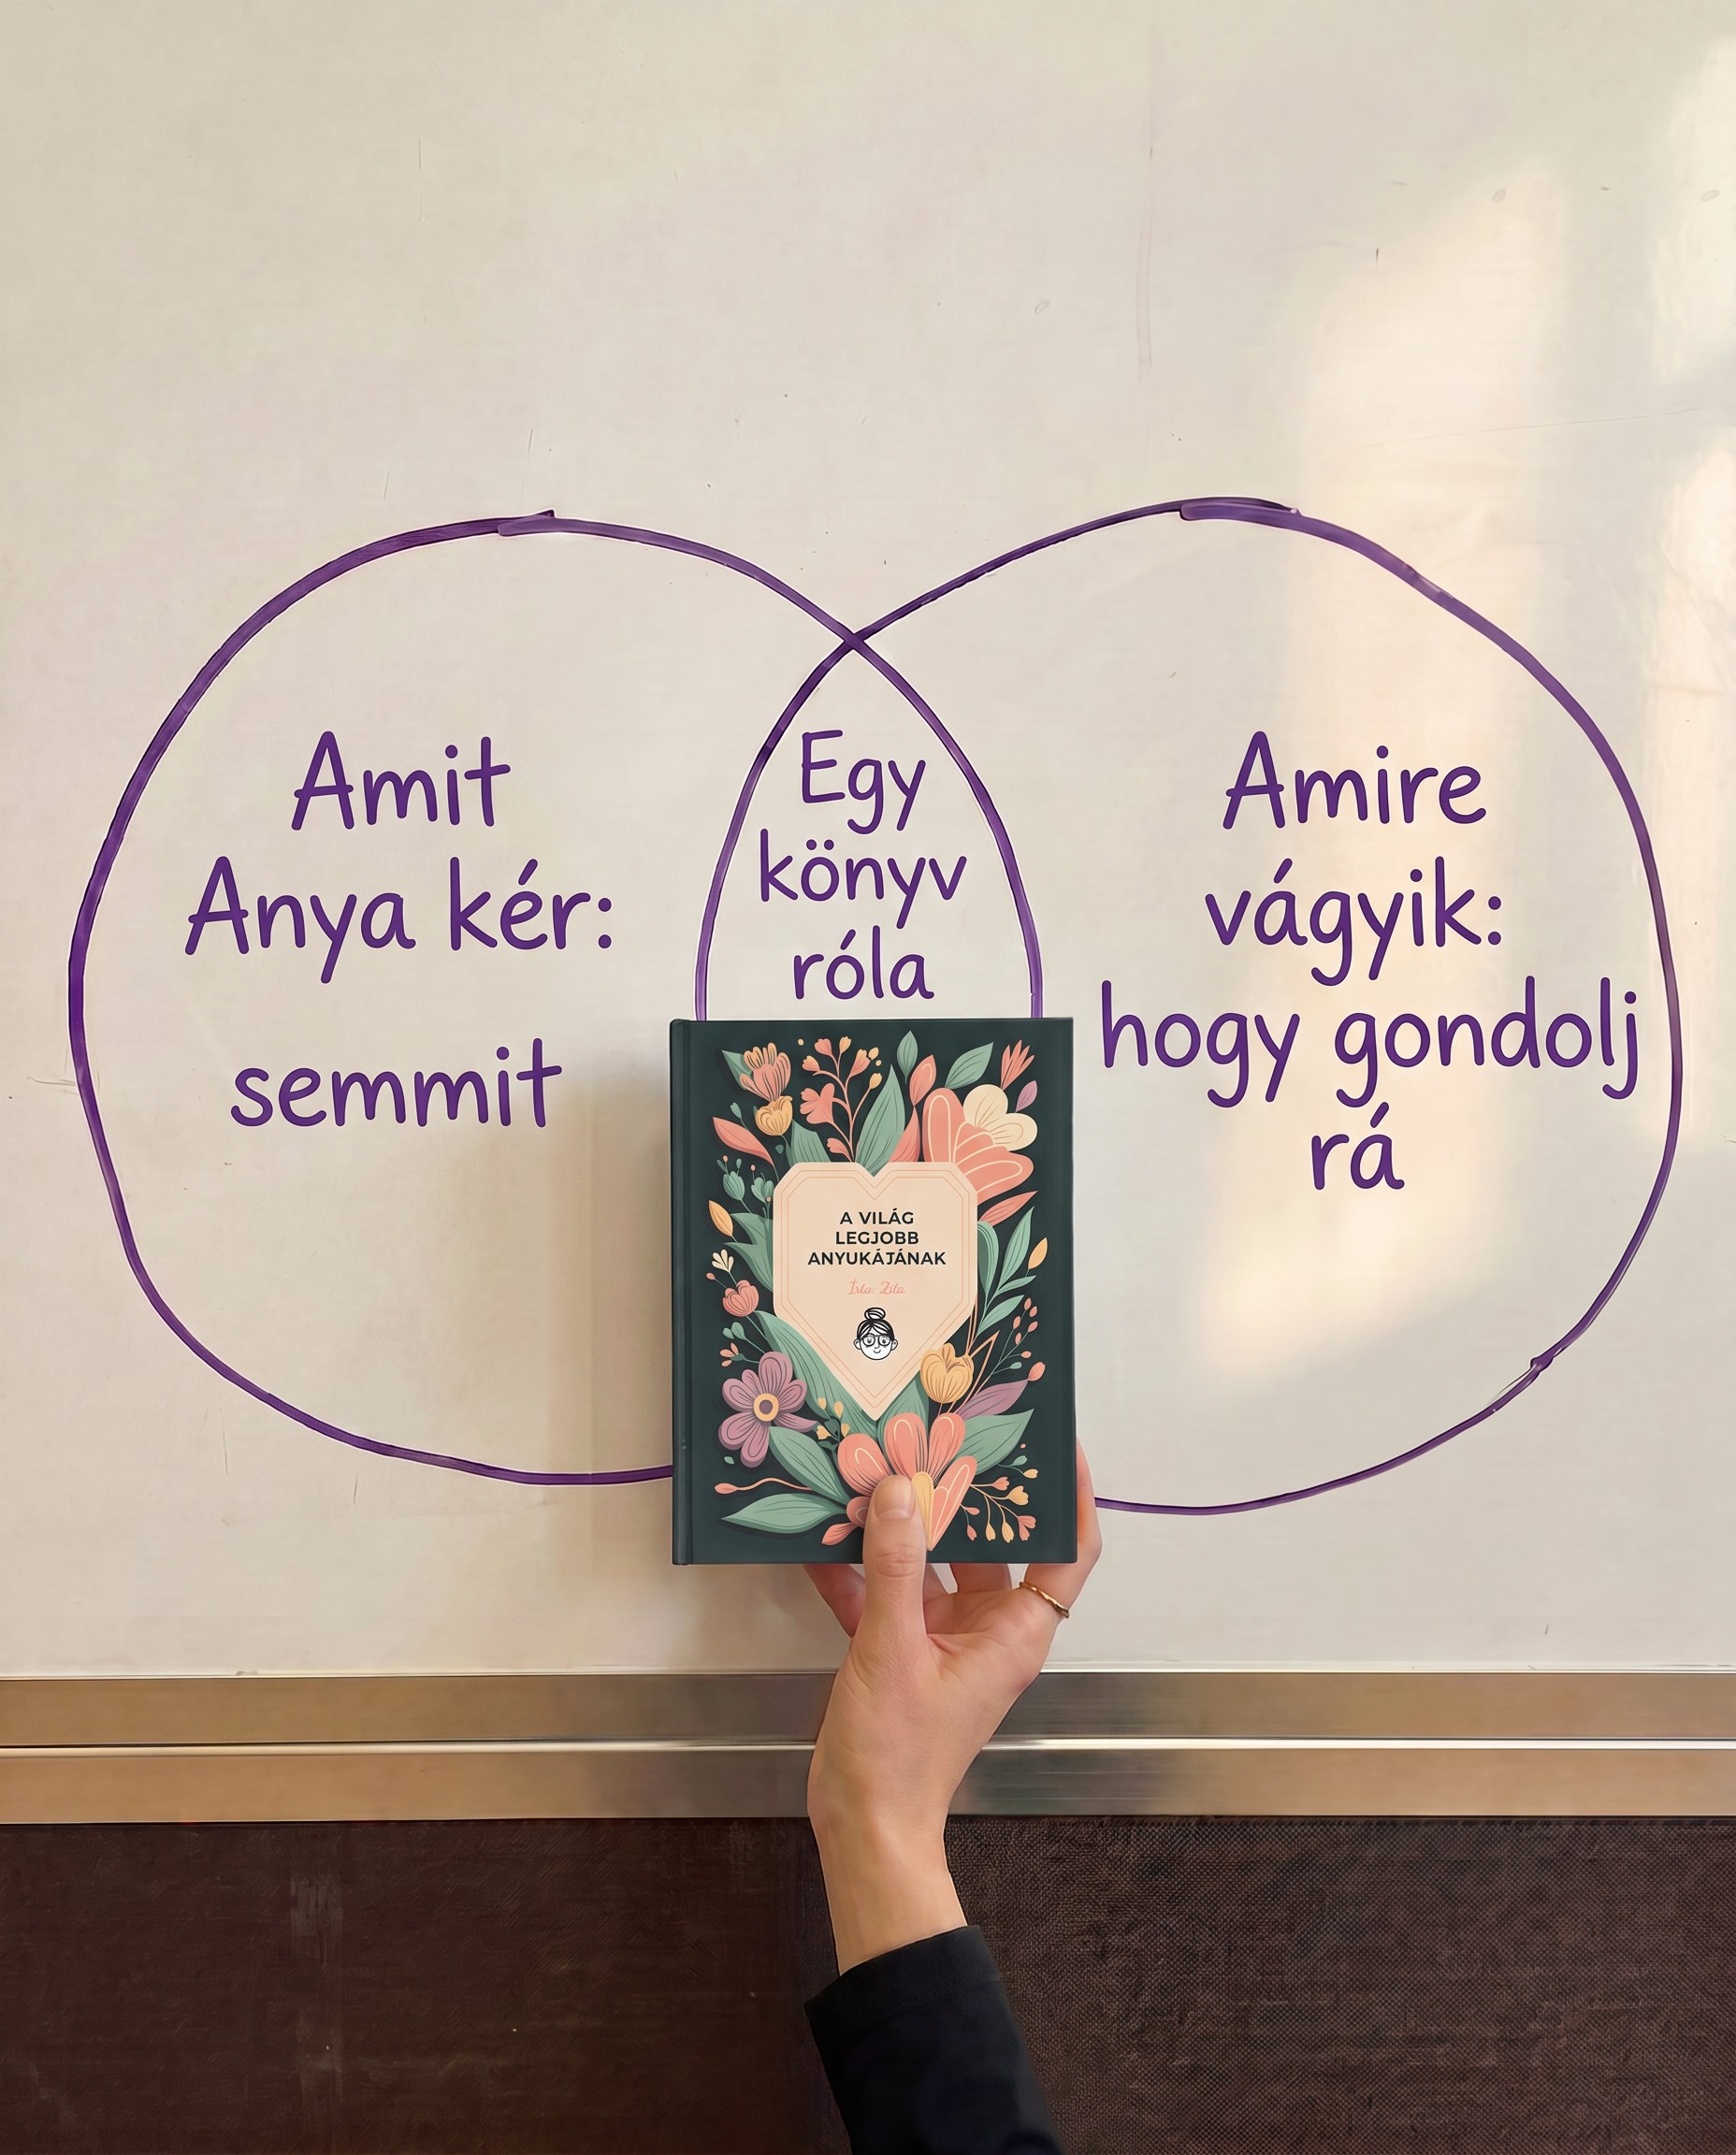 Amit
Anya kér:
semmit
Egy
könyv
róla
Amire
vágyik:
hogy gondolj
rá
A VILÁG
LEGJOBB
ANYUKÁJÁNAK
Írta: Zita